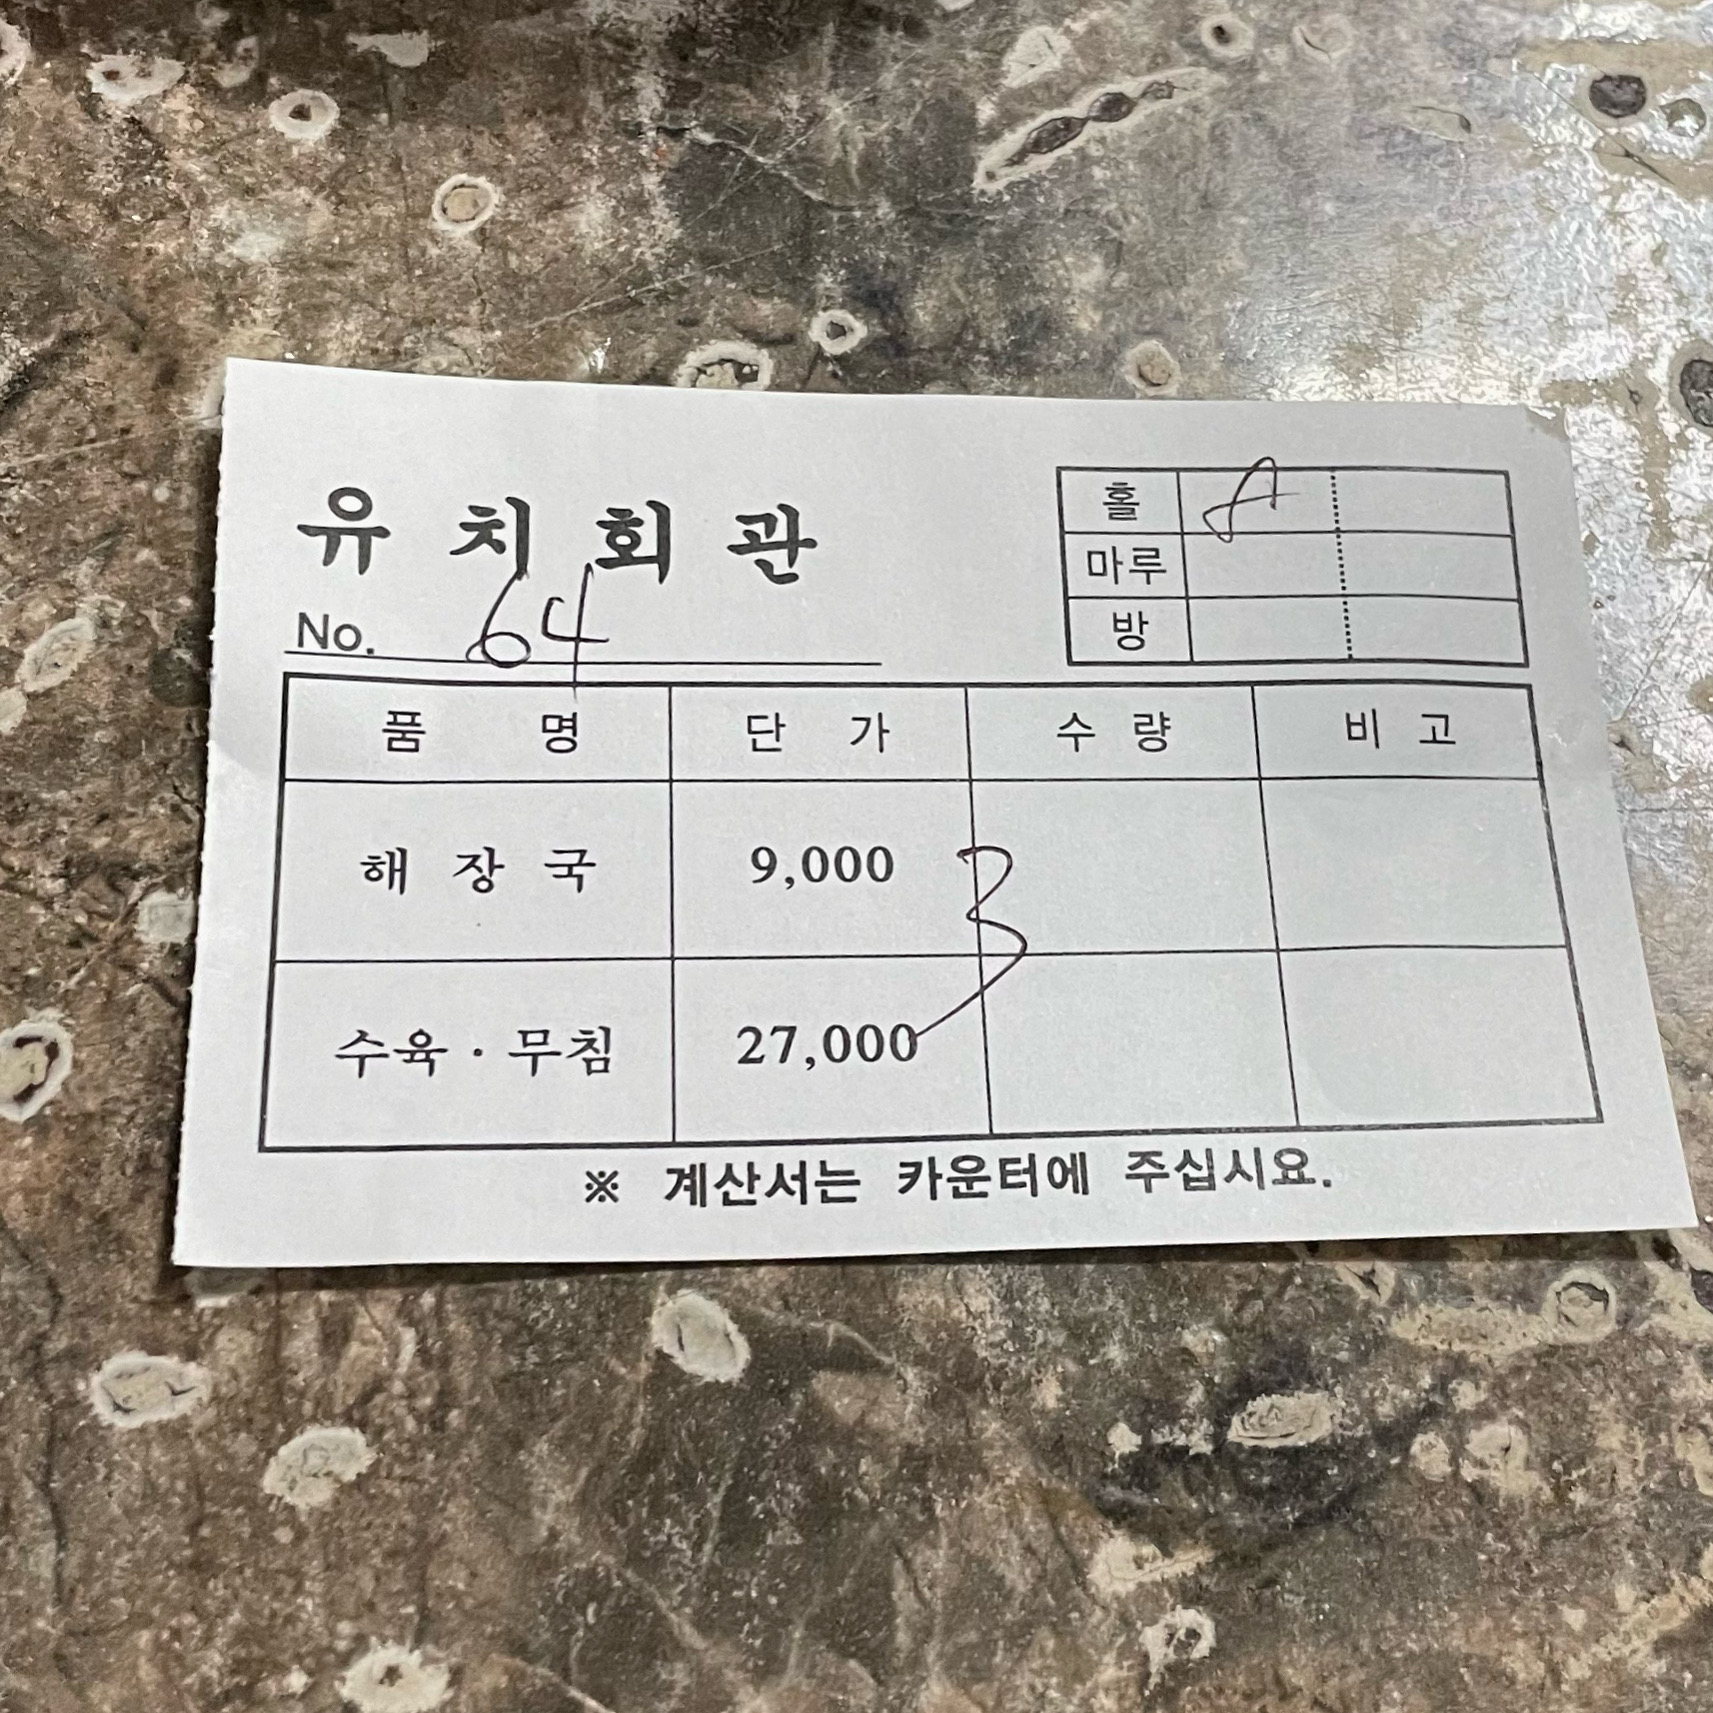 유치회관
No. 64
홀
마루
방
품명 단가 수량 비고
해장국 9,000 3
수육·무침 27,000
※ 계산서는 카운터에 주십시요.